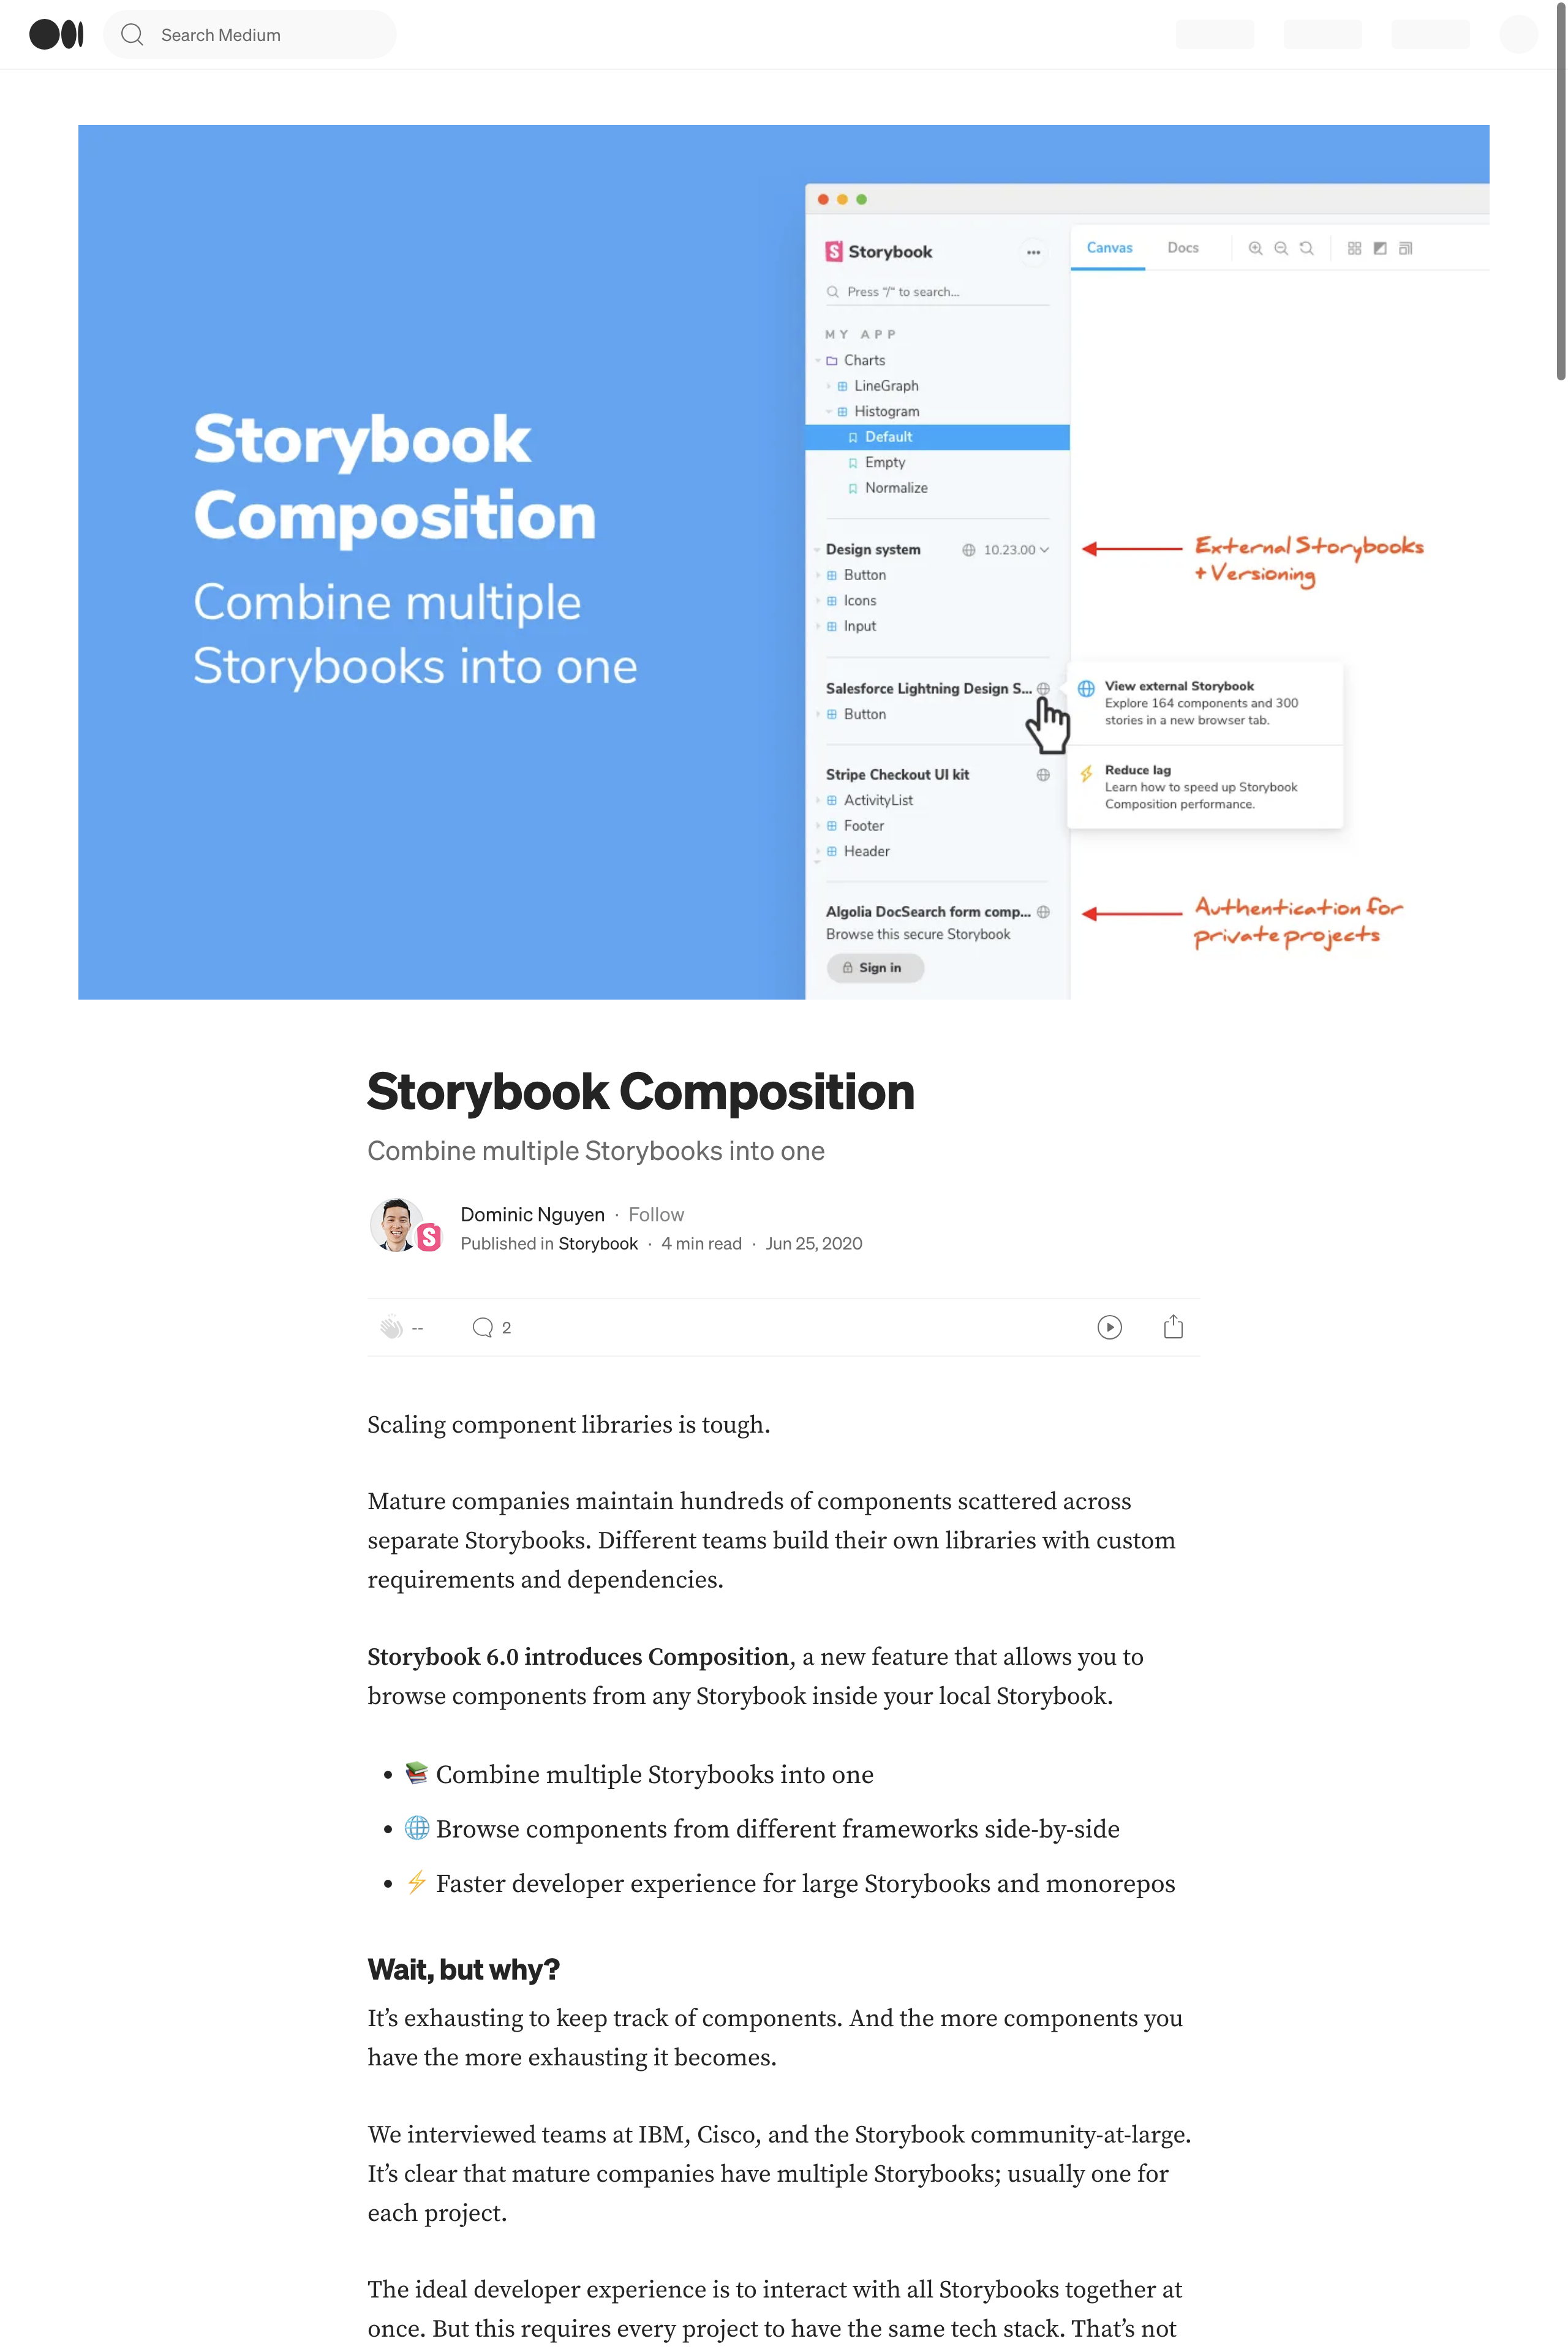 Search Medium
Storybook
Composition
Combine multiple
Storybooks into one
Storybook
Press "/" to search...
MY APP
Charts
LineGraph
Histogram
Default
Empty
Normalize
Design system 10.23.00
Button
Icons
Input
Salesforce Lightning Design S...
Button
Stripe Checkout UI kit
ActivityList
Footer
Header
Algolia DocSearch form comp...
Browse this secure Storybook
Sign in
Canvas Docs
External Storybooks
+ Versioning
View external Storybook
Explore 164 components and 300
stories in a new browser tab.
Reduce lag
Learn how to speed up Storybook
Composition performance.
Authentication for
private projects
Storybook Composition
Combine multiple Storybooks into one
Dominic Nguyen · Follow
Published in Storybook · 4 min read · Jun 25, 2020
-- 2
Scaling component libraries is tough.
Mature companies maintain hundreds of components scattered across
separate Storybooks. Different teams build their own libraries with custom
requirements and dependencies.
Storybook 6.0 introduces Composition, a new feature that allows you to
browse components from any Storybook inside your local Storybook.
• 📚 Combine multiple Storybooks into one
• 🌐 Browse components from different frameworks side-by-side
• ⚡ Faster developer experience for large Storybooks and monorepos
Wait, but why?
It’s exhausting to keep track of components. And the more components you
have the more exhausting it becomes.
We interviewed teams at IBM, Cisco, and the Storybook community-at-large.
It’s clear that mature companies have multiple Storybooks; usually one for
each project.
The ideal developer experience is to interact with all Storybooks together at
once. But this requires every project to have the same tech stack. That’s not